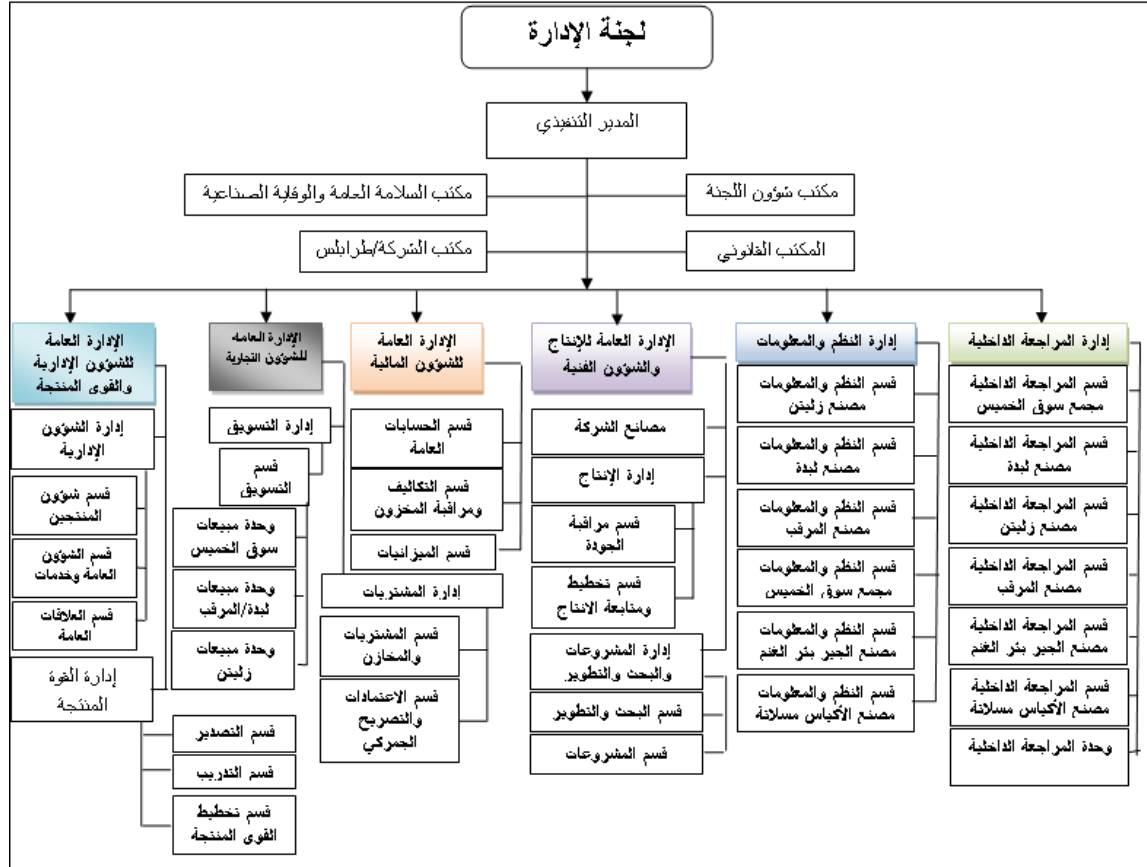 لجنة الإدارة
المدير التنفيذي
مكتب شؤون اللجنة
مكتب السلامة العامة والوقاية الصناعية
المكتب القانوني
مكتب الشركة/طرابلس
إدارة المراجعة الداخلية
قسم المراجعة الداخلية
مجمع سوق الخميس
قسم المراجعة الداخلية
مصنع لبدة
قسم المراجعة الداخلية
مصنع زليتن
قسم المراجعة الداخلية
مصنع المرقب
قسم المراجعة الداخلية
مصنع الجير بئر الغنم
قسم المراجعة الداخلية
مصنع الأكياس مسلاتة
وحدة المراجعة الداخلية
إدارة النظم والمعلومات
قسم النظم والمعلومات
مصنع زليتن
قسم النظم والمعلومات
مصنع لبدة
قسم النظم والمعلومات
مصنع المرقب
قسم النظم والمعلومات
مجمع سوق الخميس
قسم النظم والمعلومات
مصنع الجير بئر الغنم
قسم النظم والمعلومات
مصنع الأكياس مسلاتة
الإدارة العامة للإنتاج
والشؤون الفنية
مصانع الشركة
إدارة الإنتاج
قسم مراقبة
الجودة
قسم تخطيط
ومتابعة الانتاج
إدارة المشروعات
والبحث والتطوير
قسم البحث والتطوير
قسم المشروعات
الإدارة العامة
للشؤون المالية
قسم الحسابات
العامة
قسم التكاليف
ومراقبة المخزون
قسم الميزانيات
الإدارة العامة
للشؤون التجارية
إدارة التسويق
قسم
التسويق
وحدة مبيعات
سوق الخميس
وحدة مبيعات
لبدة/المرقب
وحدة مبيعات
زليتن
إدارة المشتريات
قسم المشتريات
والمخازن
قسم الاعتمادات
والتصريح
الجمركي
الإدارة العامة
للشؤون الإدارية
والقوى المنتجة
إدارة الشؤون
الإدارية
قسم شؤون
المنتجين
قسم الشؤون
العامة وخدمات
قسم العلاقات
العامة
إدارة القوة
المنتجة
قسم التصدير
قسم التدريب
قسم تخطيط
القوى المنتجة